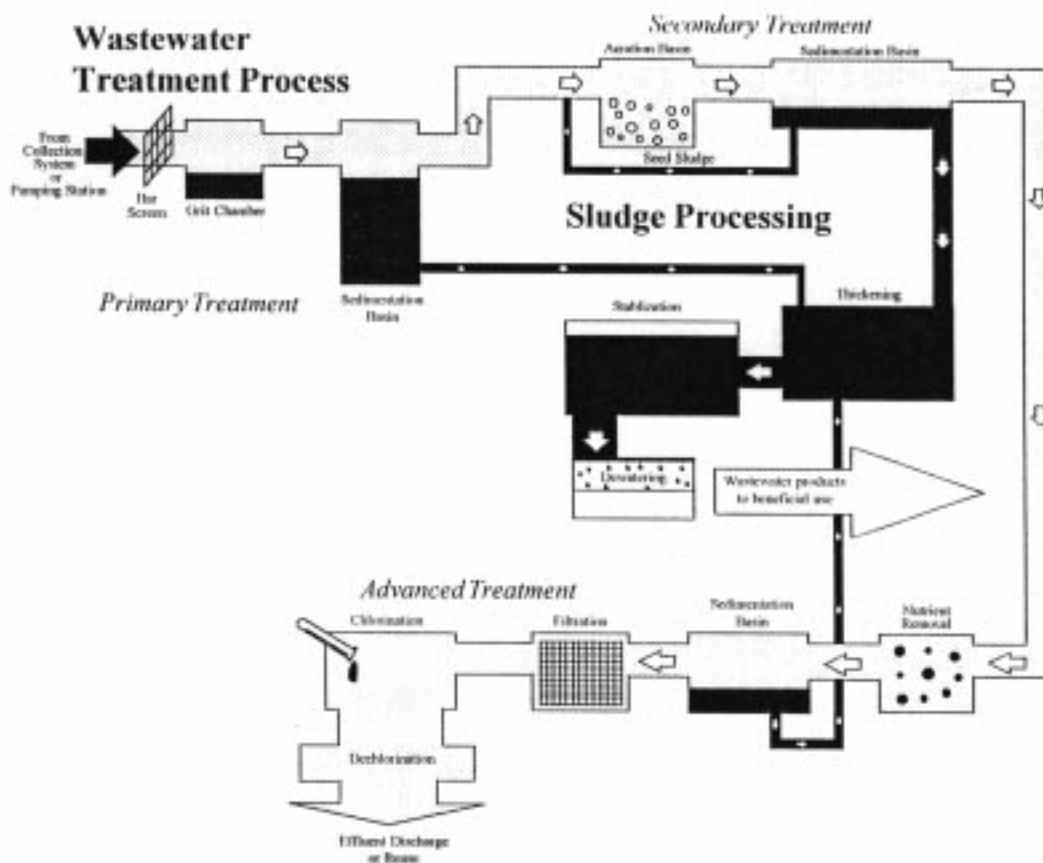 Wastewater
Treatment Process
Secondary Treatment
Aeration Basin
Sedimentation Basin
From
Collection
System
or
Pumping Station
Bar
Screen
Grit Chamber
Seed Sludge
Sludge Processing
Primary Treatment
Sedimentation
Basin
Stablization
Thickening
Dewatering
Wastewater products
to beneficial use
Advanced Treatment
Chlorination
Filtration
Sedimentation
Basin
Nutrient
Removal
Dechlorination
Effluent Discharge
or Reuse